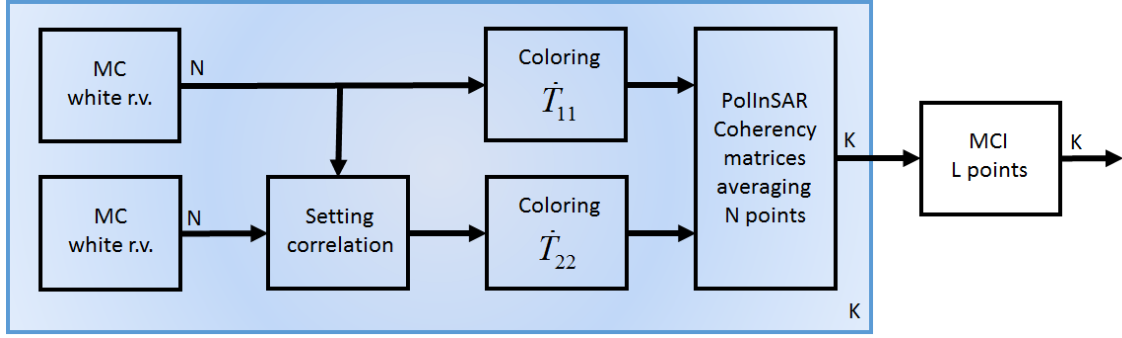 MC
white r.v.
N
Coloring
Ṫ₁₁
PolInSAR
Coherency
matrices
averaging
N points
K
MCI
L points
K
MC
white r.v.
N
Setting
correlation
Coloring
Ṫ₂₂
K